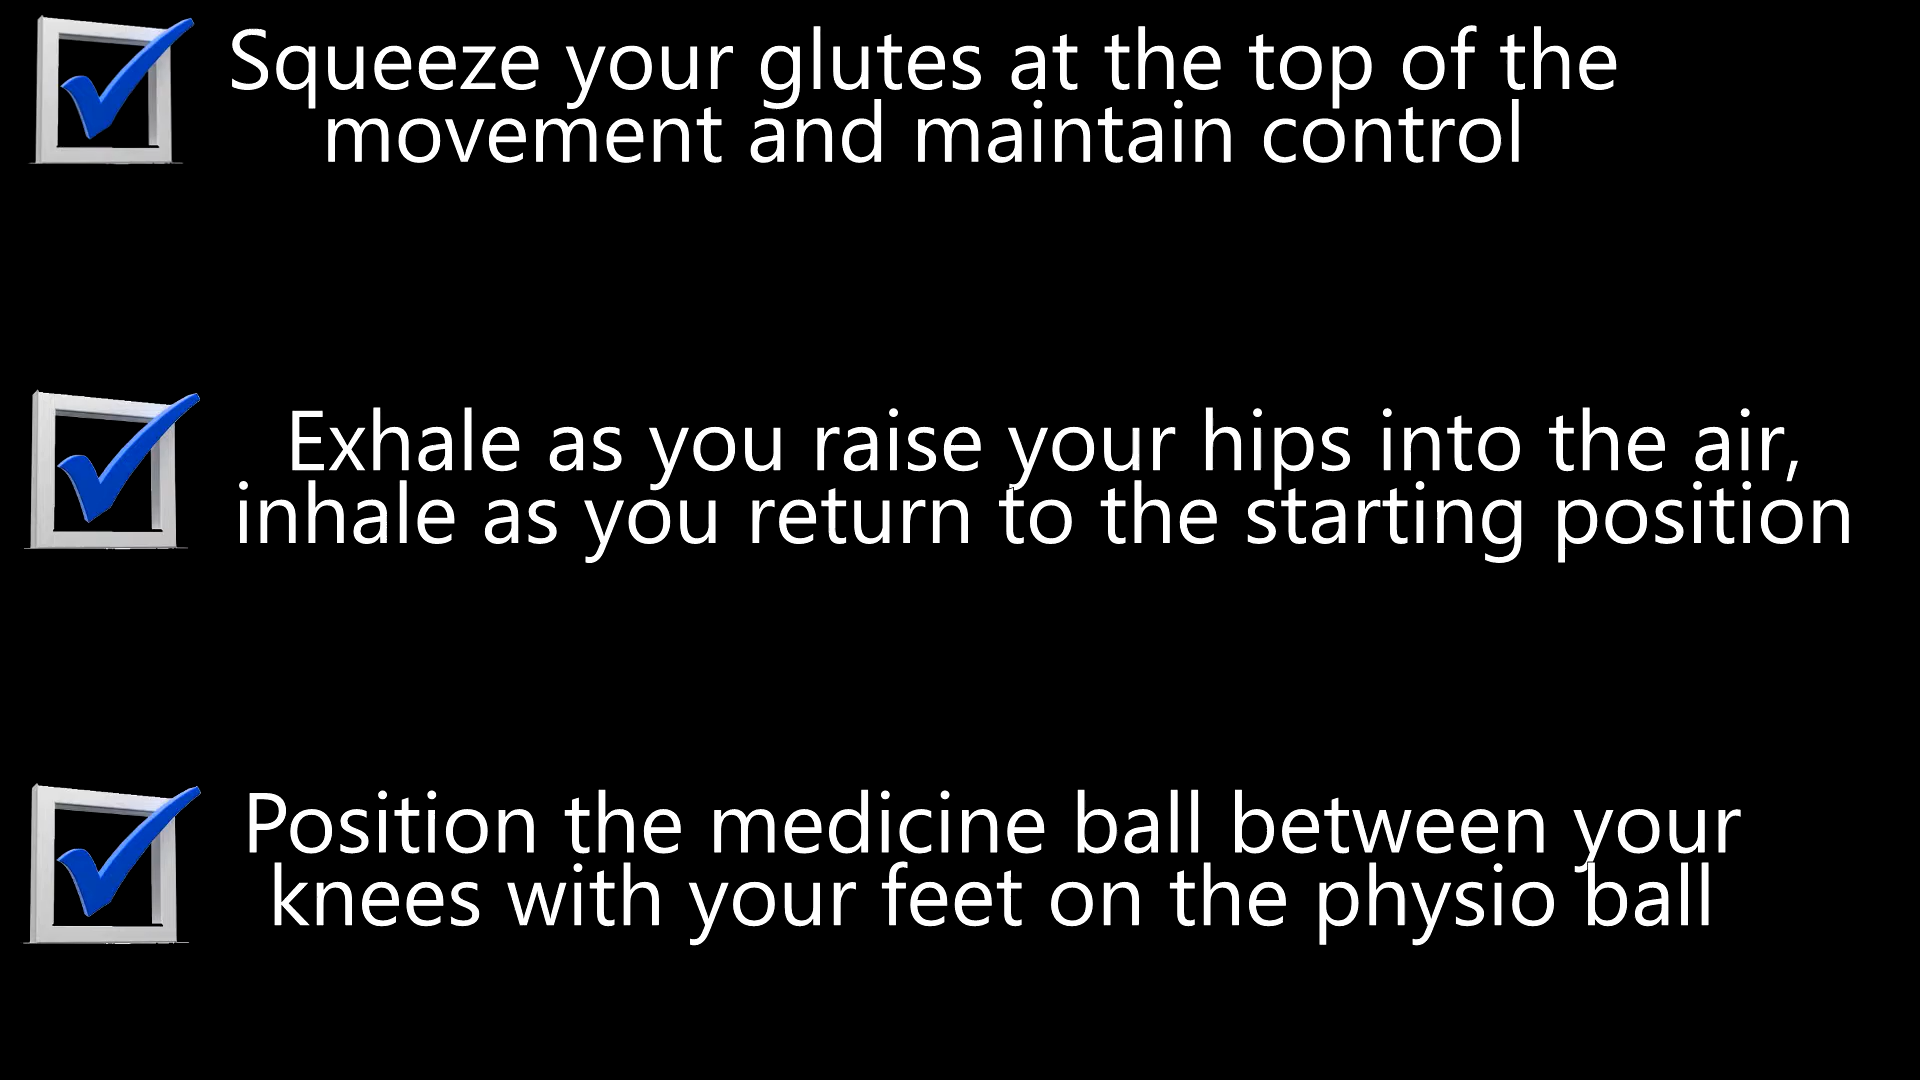 Squeeze your glutes at the top of the
movement and maintain control
Exhale as you raise your hips into the air,
inhale as you return to the starting position
Position the medicine ball between your
knees with your feet on the physio ball